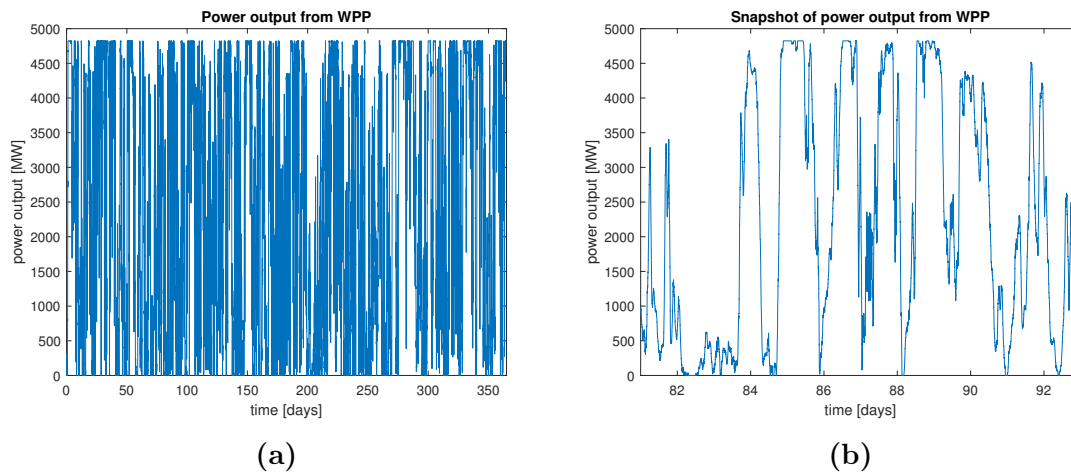 Power output from WPP
5000
4500
4000
3500
3000
2500
2000
1500
1000
500
0
power output [MW]
0 50 100 150 200 250 300 350
time [days]
(a)
Snapshot of power output from WPP
5000
4500
4000
3500
3000
2500
2000
1500
1000
500
0
power output [MW]
82 84 86 88 90 92
time [days]
(b)